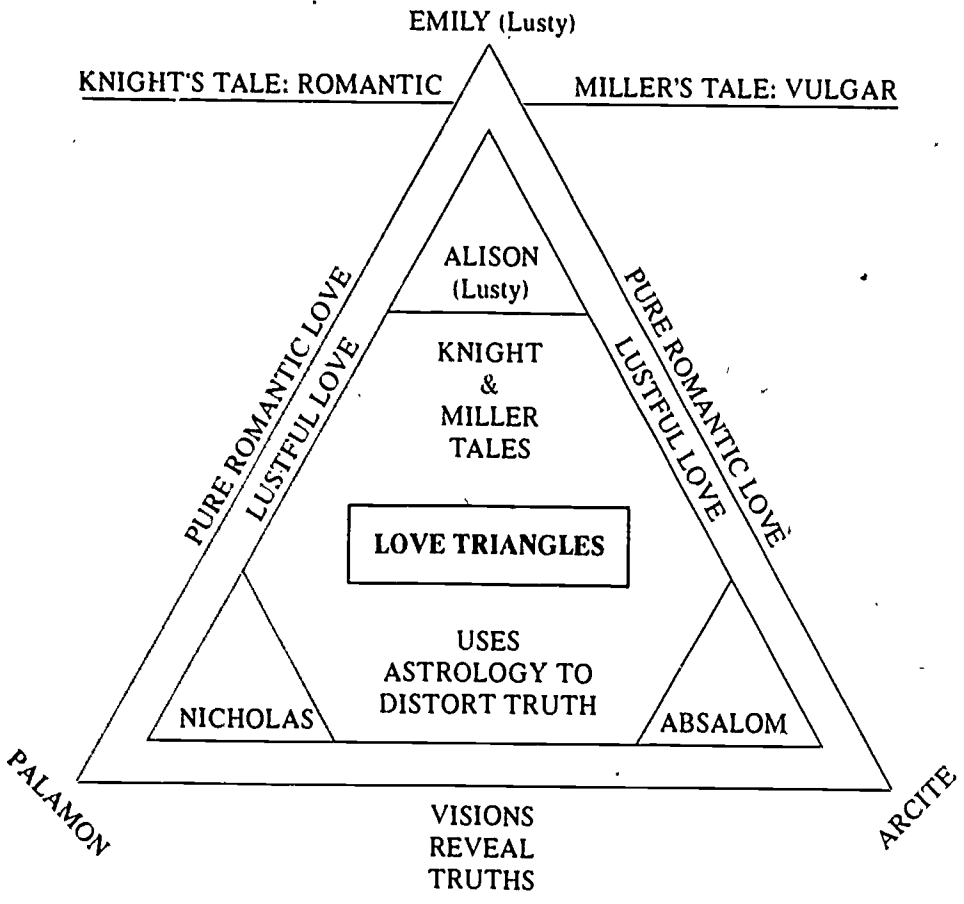 EMILY (Lusty)
KNIGHT'S TALE: ROMANTIC
MILLER'S TALE: VULGAR
ALISON
(Lusty)
PURE ROMANTIC LOVE
LUSTFUL LOVE
PURE ROMANTIC LOVE
LUSTFUL LOVE
KNIGHT
&
MILLER
TALES
LOVE TRIANGLES
USES
ASTROLOGY TO
DISTORT TRUTH
NICHOLAS
ABSALOM
PALAMON
ARCITE
VISIONS
REVEAL
TRUTHS